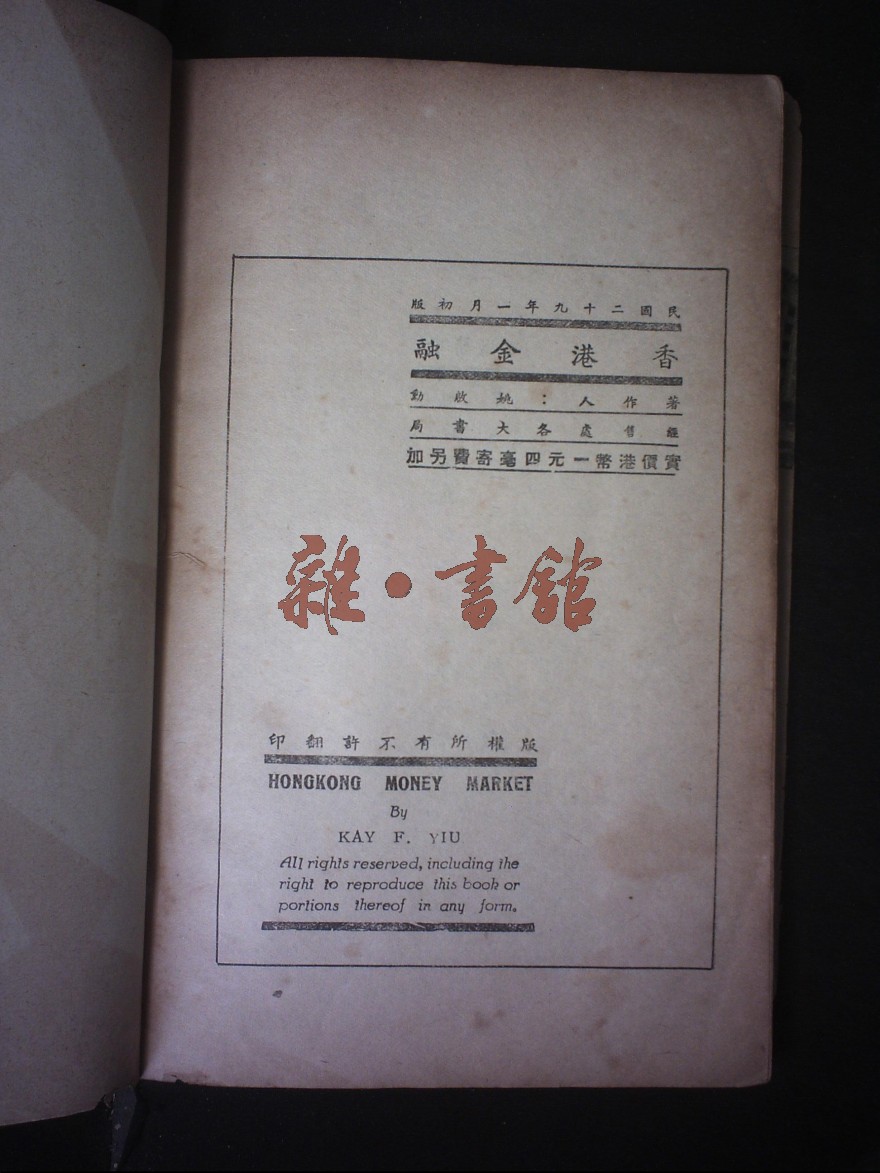 民國二十九年一月初版
香港金融
著作人：姚啟勳
經售處各大書局
實價港幣一元四毫寄費另加
雜·書館
版權所有不許翻印
HONGKONG MONEY MARKET
By
KAY F. YIU
All rights reserved, including the
right to reproduce this book or
portions thereof in any form.